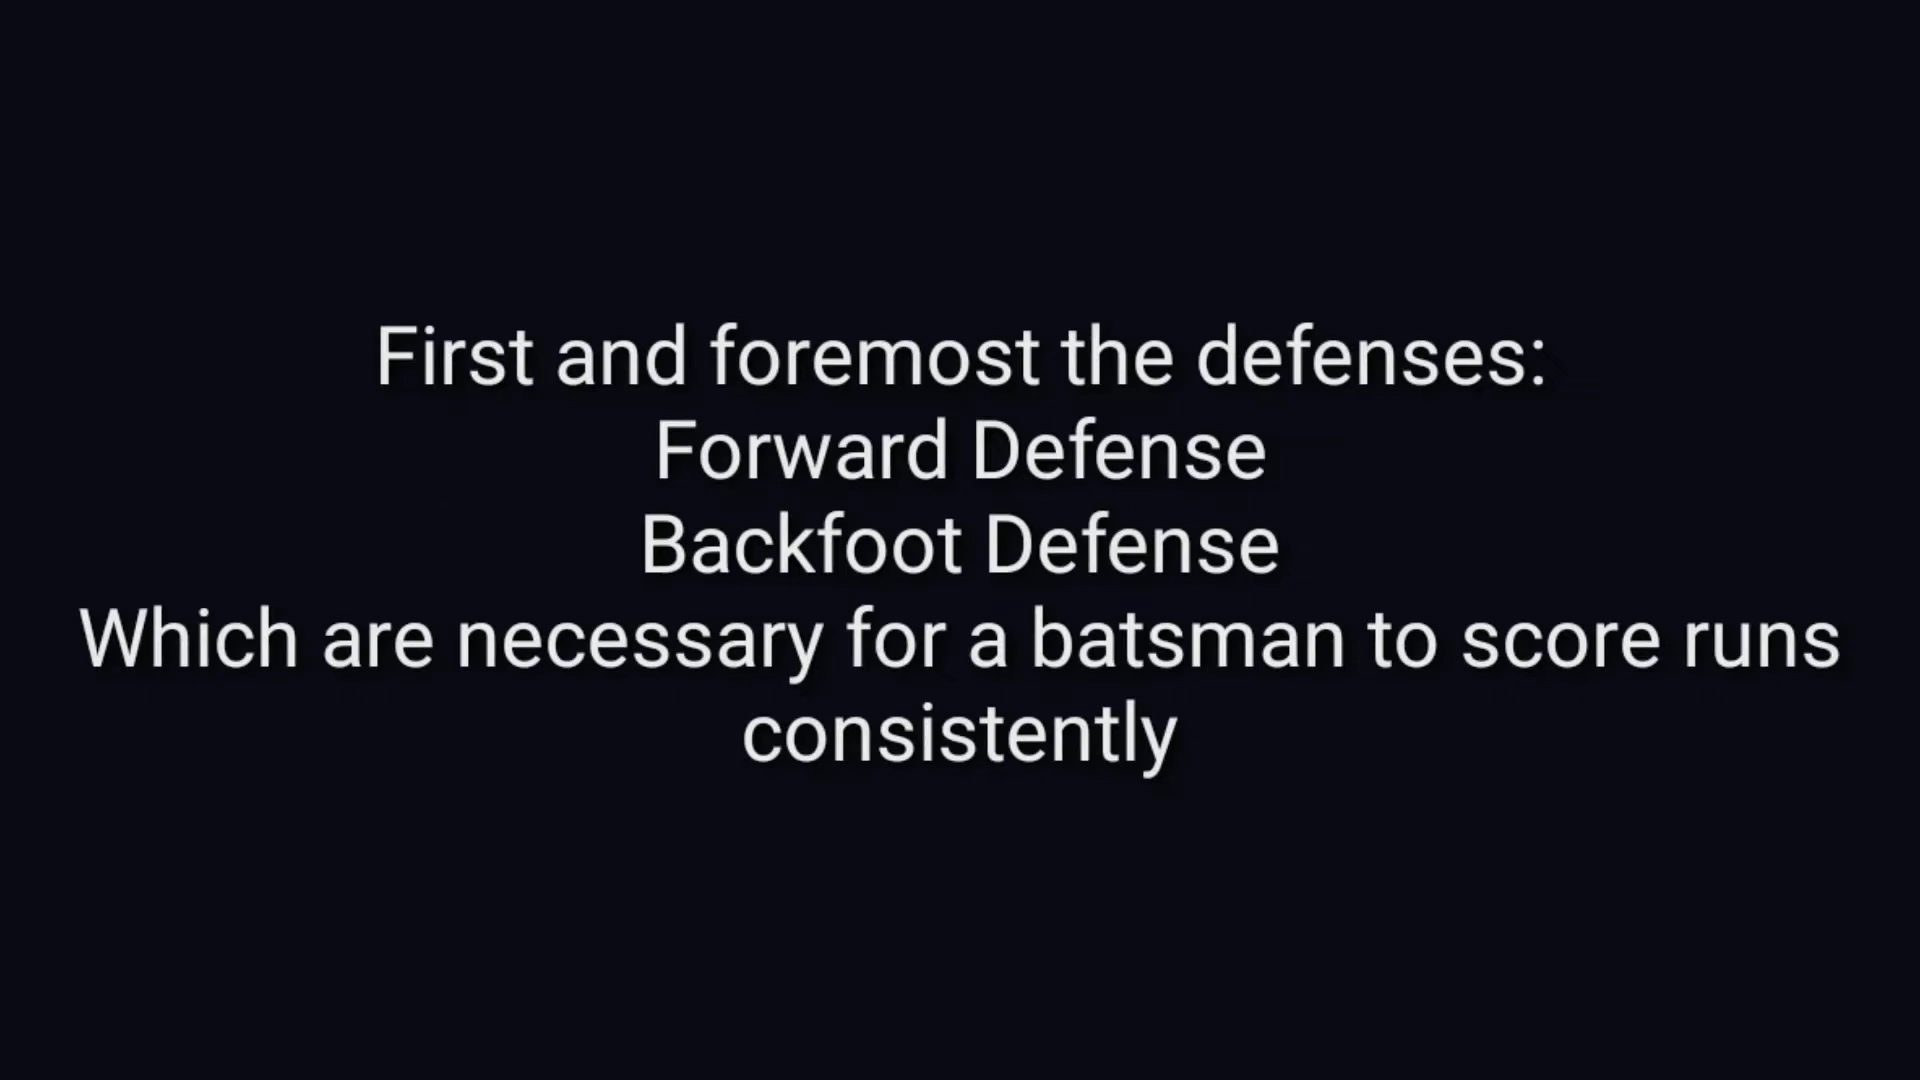 First and foremost the defenses:
Forward Defense
Backfoot Defense
Which are necessary for a batsman to score runs
consistently